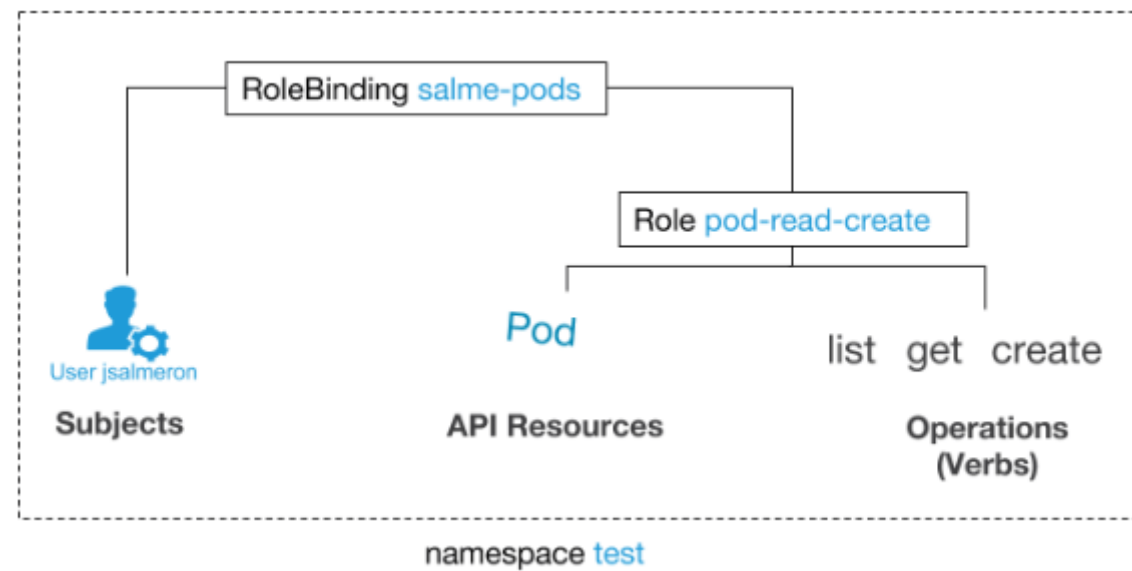 RoleBinding salme-pods
Role pod-read-create
Pod
list get create
User jsalmeron
Subjects
API Resources
Operations
(Verbs)
namespace test